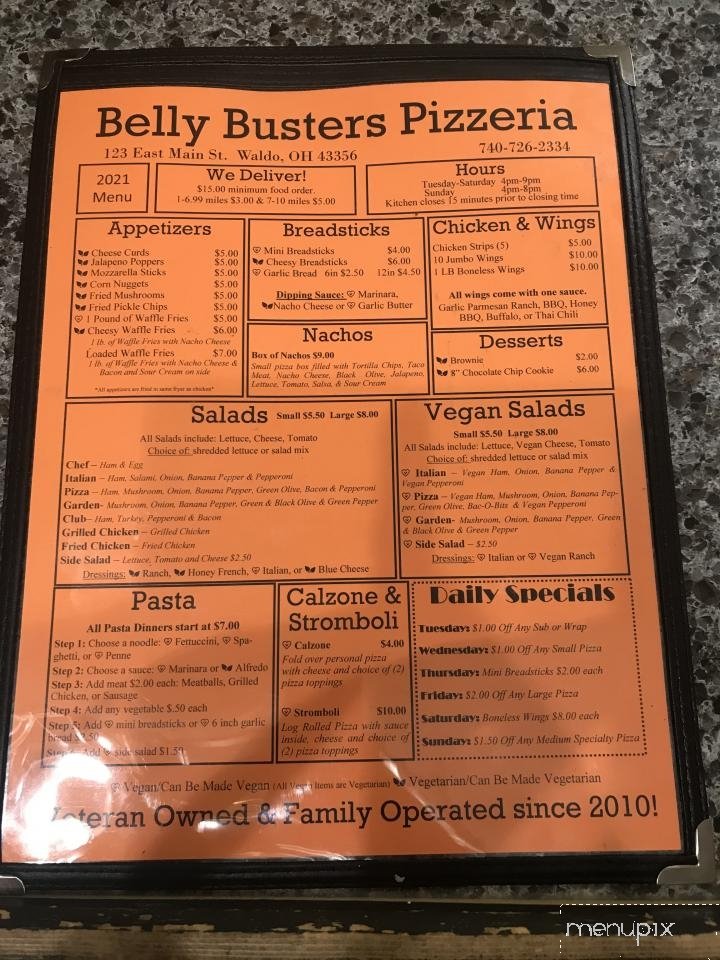 Belly Busters Pizzeria
123 East Main St. Waldo, OH 43356
740-726-2334
2021
Menu
We Deliver!
$15.00 minimum food order.
1-6.99 miles $3.00 & 7-10 miles $5.00
Hours
Tuesday-Saturday 4pm-9pm
Sunday 4pm-8pm
Kitchen closes 15 minutes prior to closing time
Appetizers
Cheese Curds $5.00
Jalapeno Poppers $5.00
Mozzarella Sticks $5.00
Corn Nuggets $5.00
Fried Mushrooms $5.00
Fried Pickle Chips $5.00
1 Pound of Waffle Fries $5.00
Cheesy Waffle Fries $6.00
1 lb. of Waffle Fries with Nacho Cheese
Loaded Waffle Fries $7.00
1 lb. of Waffle Fries with Nacho Cheese &
Bacon and Sour Cream on side
*All appetizers are fried in same fryer as chicken*
Breadsticks
Mini Breadsticks $4.00
Cheesy Breadsticks $6.00
Garlic Bread 6in $2.50 12in $4.50
Dipping Sauce: Marinara,
Nacho Cheese or Garlic Butter
Nachos
Box of Nachos $9.00
Small pizza box filled with Tortilla Chips, Taco
Meat, Nacho Cheese, Black Olive, Jalapeno,
Lettuce, Tomato, Salsa, & Sour Cream
Chicken & Wings
Chicken Strips (5) $5.00
10 Jumbo Wings $10.00
1 LB Boneless Wings $10.00
All wings come with one sauce.
Garlic Parmesan Ranch, BBQ, Honey
BBQ, Buffalo, or Thai Chili
Desserts
Brownie $2.00
8" Chocolate Chip Cookie $6.00
Salads Small $5.50 Large $8.00
All Salads include: Lettuce, Cheese, Tomato
Choice of: shredded lettuce or salad mix
Chef – Ham & Egg
Italian – Ham, Salami, Onion, Banana Pepper & Pepperoni
Pizza – Ham, Mushroom, Onion, Banana Pepper, Green Olive, Bacon & Pepperoni
Garden- Mushroom, Onion, Banana Pepper, Green & Black Olive & Green Pepper
Club– Ham, Turkey, Pepperoni & Bacon
Grilled Chicken – Grilled Chicken
Fried Chicken – Fried Chicken
Side Salad – Lettuce, Tomato and Cheese $2.50
Dressings: Ranch, Honey French, Italian, or Blue Cheese
Vegan Salads
Small $5.50 Large $8.00
All Salads include: Lettuce, Vegan Cheese, Tomato
Choice of: shredded lettuce or salad mix
Italian – Vegan Ham, Onion, Banana Pepper &
Vegan Pepperoni
Pizza – Vegan Ham, Mushroom, Onion, Banana Pep-
per, Green Olive, Bac-O-Bits & Vegan Pepperoni
Garden- Mushroom, Onion, Banana Pepper, Green
& Black Olive & Green Pepper
Side Salad – $2.50
Dressings: Italian or Vegan Ranch
Pasta
All Pasta Dinners start at $7.00
Step 1: Choose a noodle: Fettuccini, Spa-
ghetti, or Penne
Step 2: Choose a sauce: Marinara or Alfredo
Step 3: Add meat $2.00 each: Meatballs, Grilled
Chicken, or Sausage
Step 4: Add any vegetable $.50 each
Step 5: Add mini breadsticks or 6 inch garlic
bread $2.50
Add side salad $1.50
Calzone &
Stromboli
Calzone $4.00
Fold over personal pizza
with cheese and choice of (2)
pizza toppings
Stromboli $10.00
Log Rolled Pizza with sauce
inside, cheese and choice of
(2) pizza toppings
Daily Specials
Tuesday: $1.00 Off Any Sub or Wrap
Wednesday: $1.00 Off Any Small Pizza
Thursday: Mini Breadsticks $2.00 each
Friday: $2.00 Off Any Large Pizza
Saturday: Boneless Wings $8.00 each
Sunday: $1.50 Off Any Medium Specialty Pizza
Vegan/Can Be Made Vegan (All Vegan Items are Vegetarian) Vegetarian/Can Be Made Vegetarian
Veteran Owned & Family Operated since 2010!
menupix